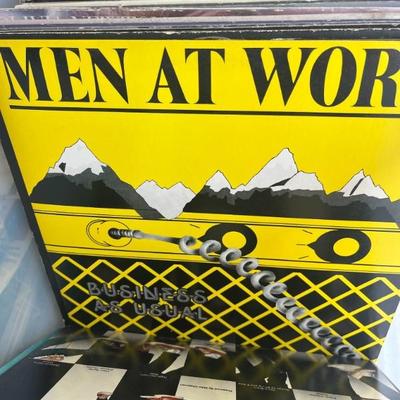 MEN AT WOR
BUSINESS
AS USUAL